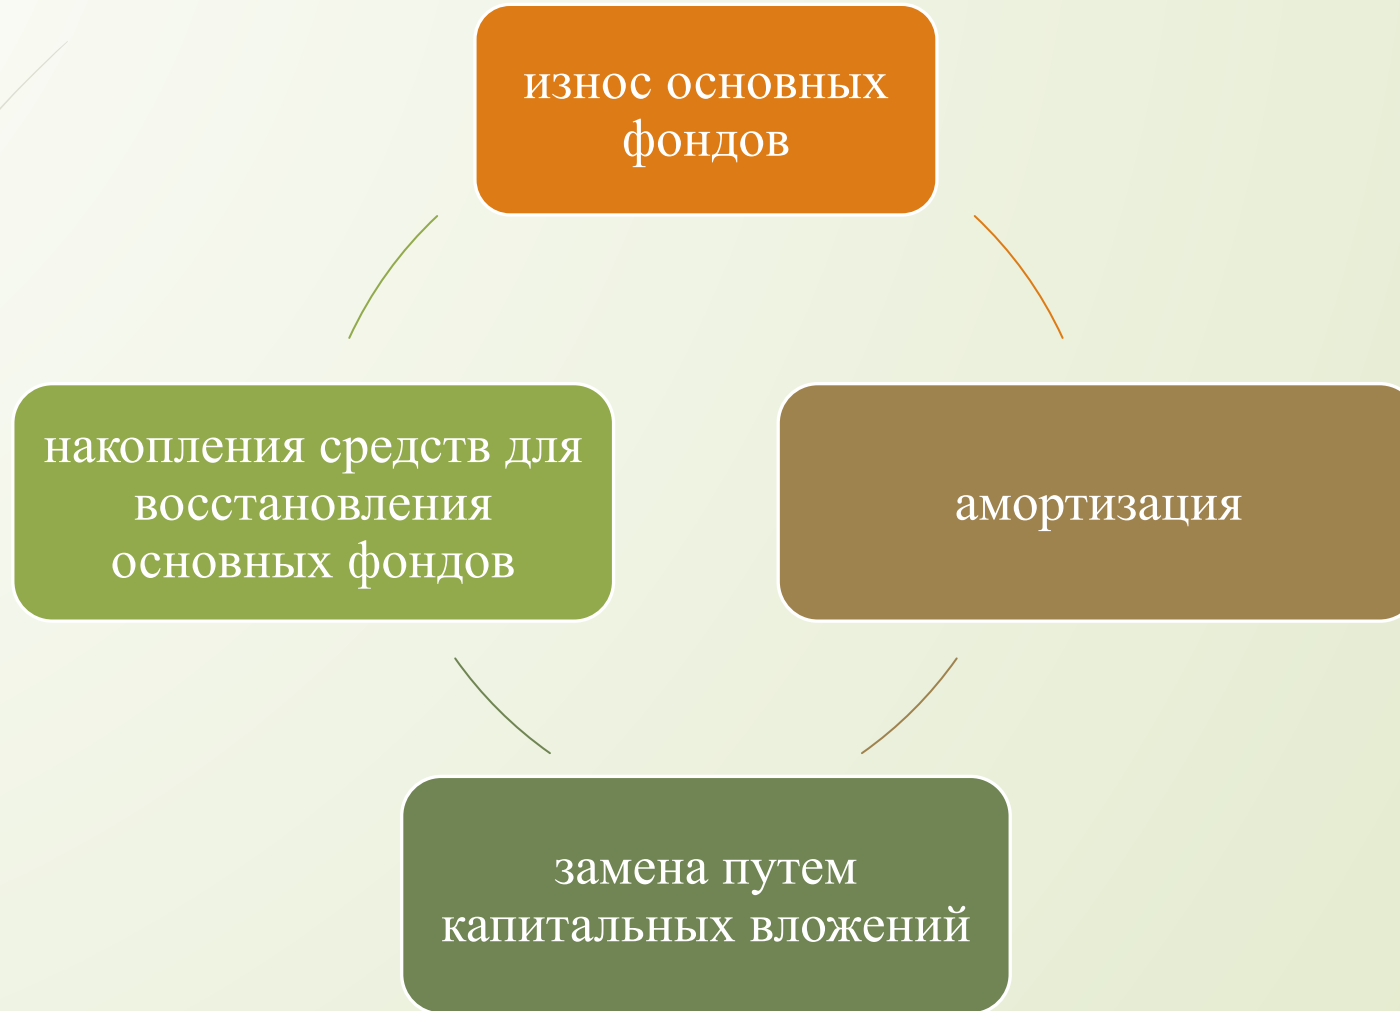 износ основных
фондов
накопления средств для
восстановления
основных фондов
амортизация
замена путем
капитальных вложений